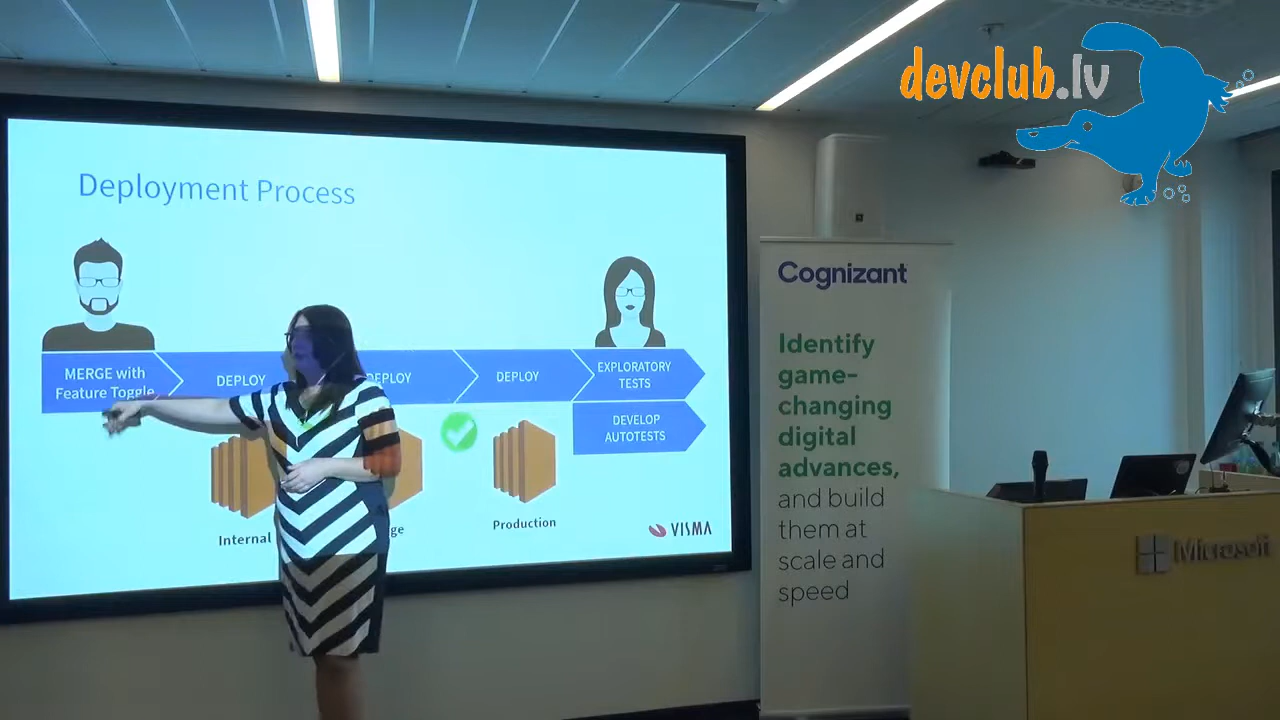 devclub.lv
Deployment Process
MERGE with
Feature Toggle
DEPLOY
DEPLOY
DEPLOY
EXPLORATORY
TESTS
DEVELOP
AUTOTESTS
Internal
Production
VISMA
Cognizant
Identify
game-
changing
digital
advances,
and build
them at
scale and
speed
Microsoft